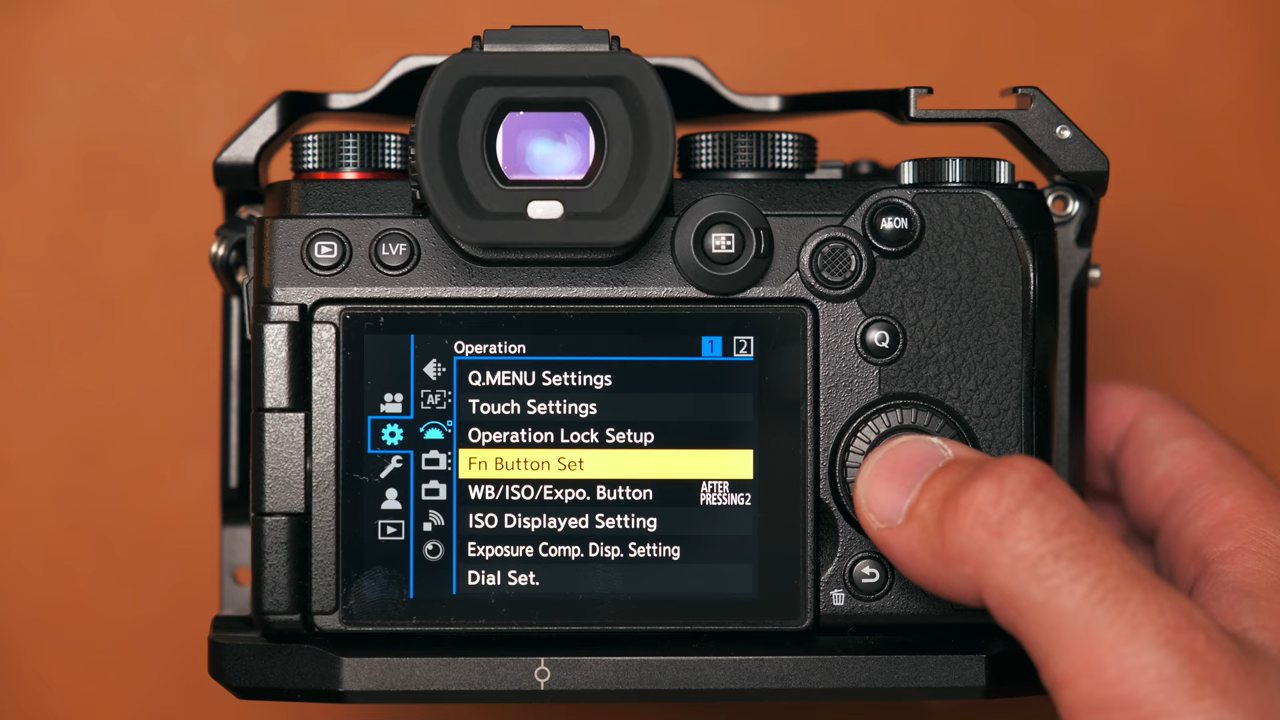 LVF
AF ON
Q
Operation 1 2
Q.MENU Settings
Touch Settings
AF
Operation Lock Setup
Fn Button Set
WB/ISO/Expo. Button AFTER PRESSING2
ISO Displayed Setting
Exposure Comp. Disp. Setting
Dial Set.